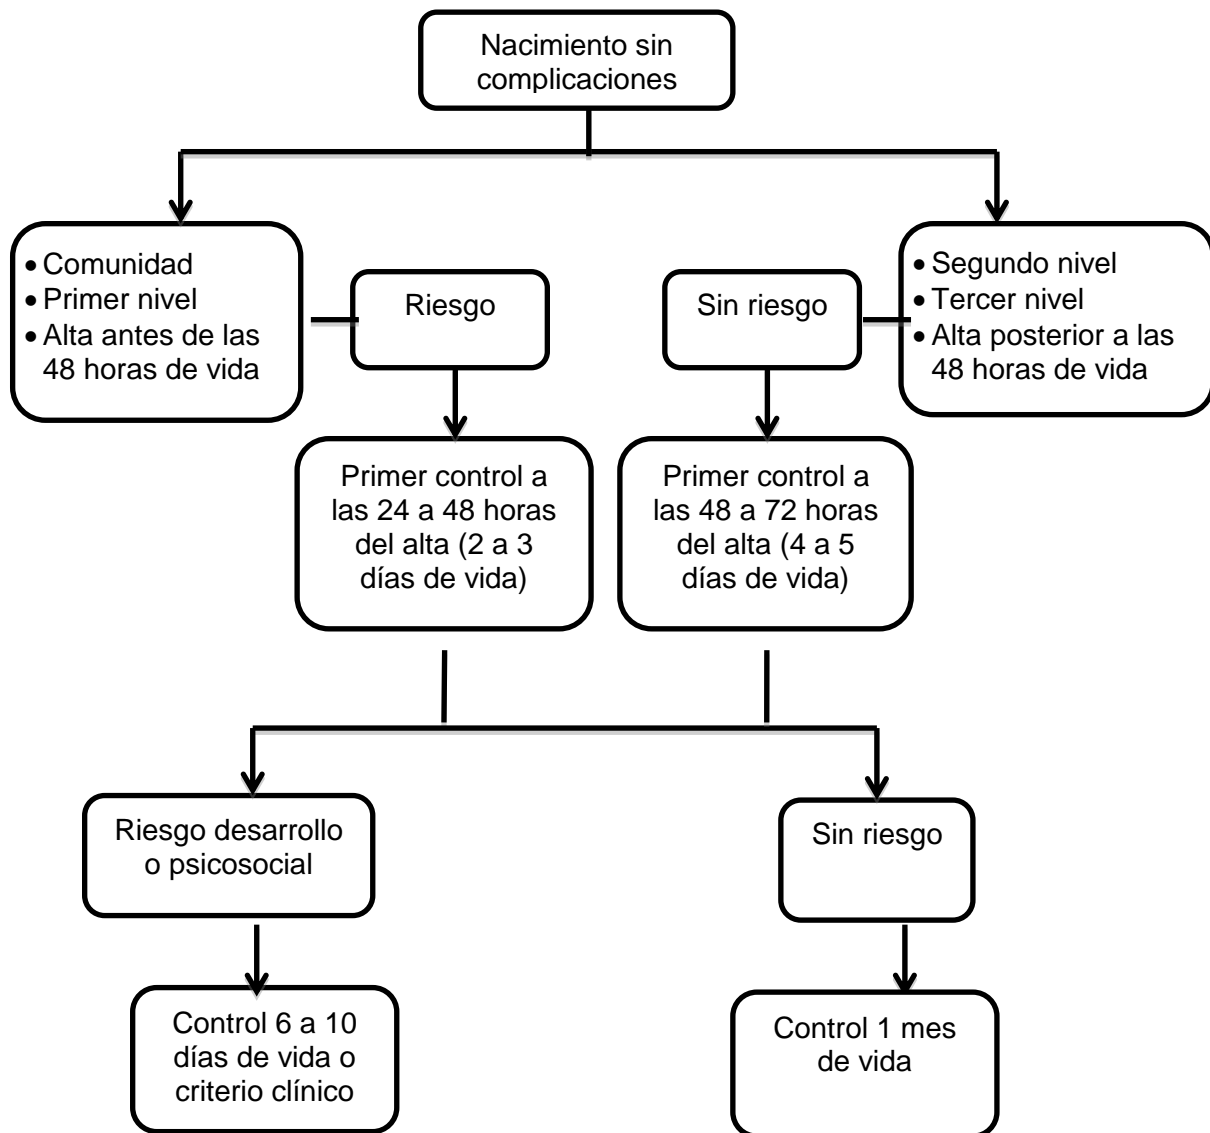 Nacimiento sin
complicaciones
• Comunidad
• Primer nivel
• Alta antes de las
48 horas de vida
Riesgo
Sin riesgo
• Segundo nivel
• Tercer nivel
• Alta posterior a las
48 horas de vida
Primer control a
las 24 a 48 horas
del alta (2 a 3
días de vida)
Primer control a
las 48 a 72 horas
del alta (4 a 5
días de vida)
Riesgo desarrollo
o psicosocial
Sin riesgo
Control 6 a 10
días de vida o
criterio clínico
Control 1 mes
de vida